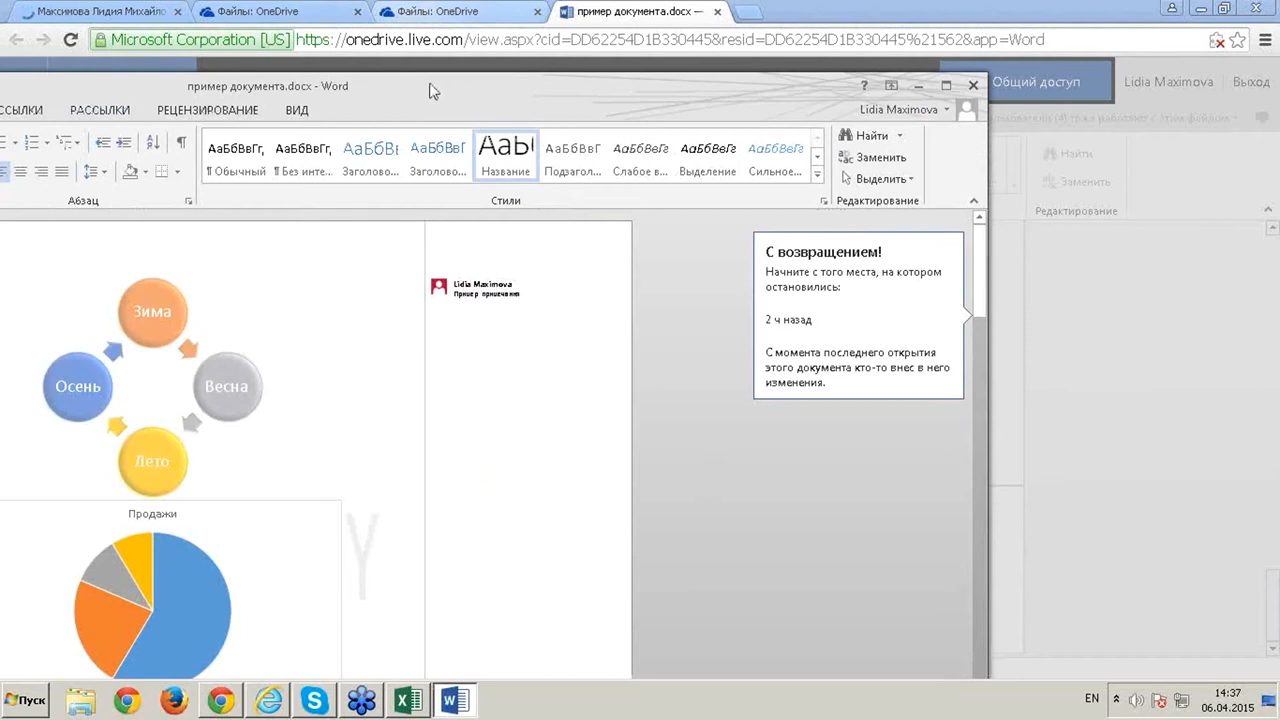 Максимова Лидия Михайло
Файлы: OneDrive
Файлы: OneDrive
пример документа.docx —
Microsoft Corporation [US] https://onedrive.live.com/view.aspx?cid=DD62254D1B330445&resid=DD62254D1B330445%21562&app=Word
Общий доступ
Lidia Maximova
Выход
пример документа.docx - Word
ССЫЛКИ РАССЫЛКИ РЕЦЕНЗИРОВАНИЕ ВИД
Lidia Maximova
АаБбВвГг, АаБбВвГг, АаБбВі АаБбВвГ АаЬ АаБбВвГ АаБбВвГг АаБбВвГг АаБбВвГг
¶ Обычный ¶ Без инте... Заголово... Заголово... Название Подзагол... Слабое в... Выделение Сильное...
Найти
Заменить
Выделить
Абзац
Стили
Редактирование
Найти
Заменить
Редактирование
Зима
Осень
Весна
Лето
Lidia Maximova
Пример примечания
С возвращением!
Начните с того места, на котором
остановились:
2 ч назад
С момента последнего открытия
этого документа кто-то внес в него
изменения.
Продажи
Y
Пуск
EN
14:37
06.04.2015